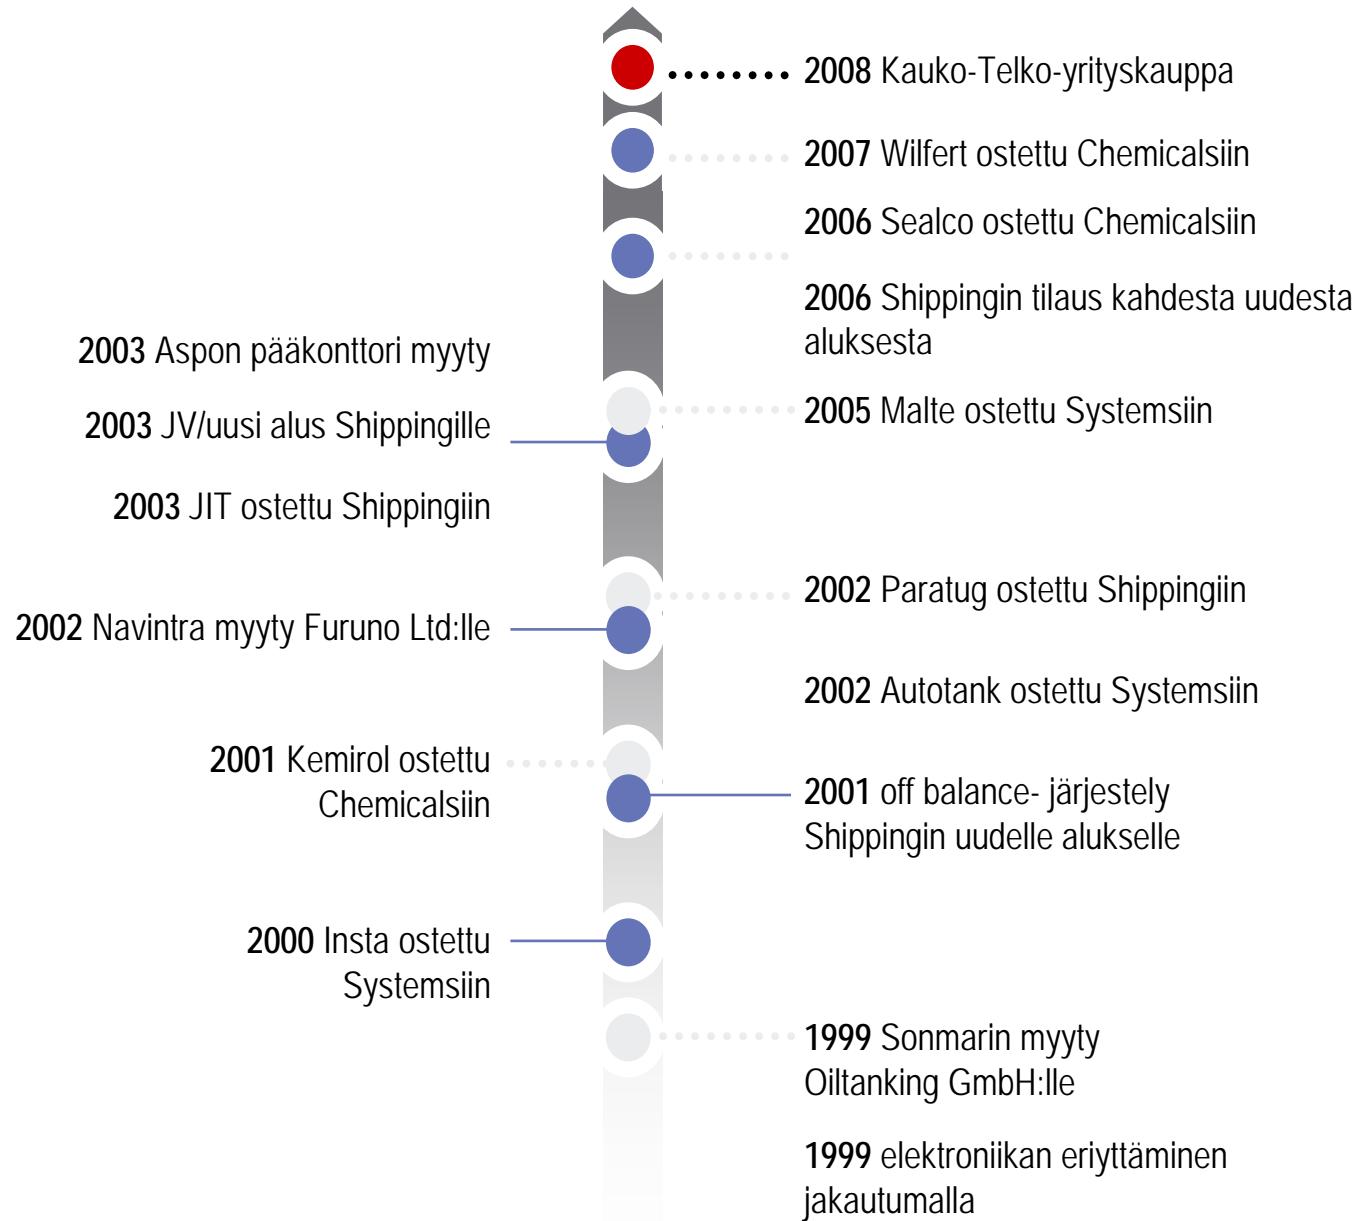 2008 Kauko-Telko-yrityskauppa
2007 Wilfert ostettu Chemicalsiin
2006 Sealco ostettu Chemicalsiin
2006 Shippingin tilaus kahdesta uudesta
aluksesta
2003 Aspon pääkonttori myyty
2005 Malte ostettu Systemsiin
2003 JV/uusi alus Shippingille
2003 JIT ostettu Shippingiin
2002 Paratug ostettu Shippingiin
2002 Navintra myyty Furuno Ltd:lle
2002 Autotank ostettu Systemsiin
2001 Kemirol ostettu
Chemicalsiin
2001 off balance- järjestely
Shippingin uudelle alukselle
2000 Insta ostettu
Systemsiin
1999 Sonmarin myyty
Oiltanking GmbH:lle
1999 elektroniikan eriyttäminen
jakautumalla